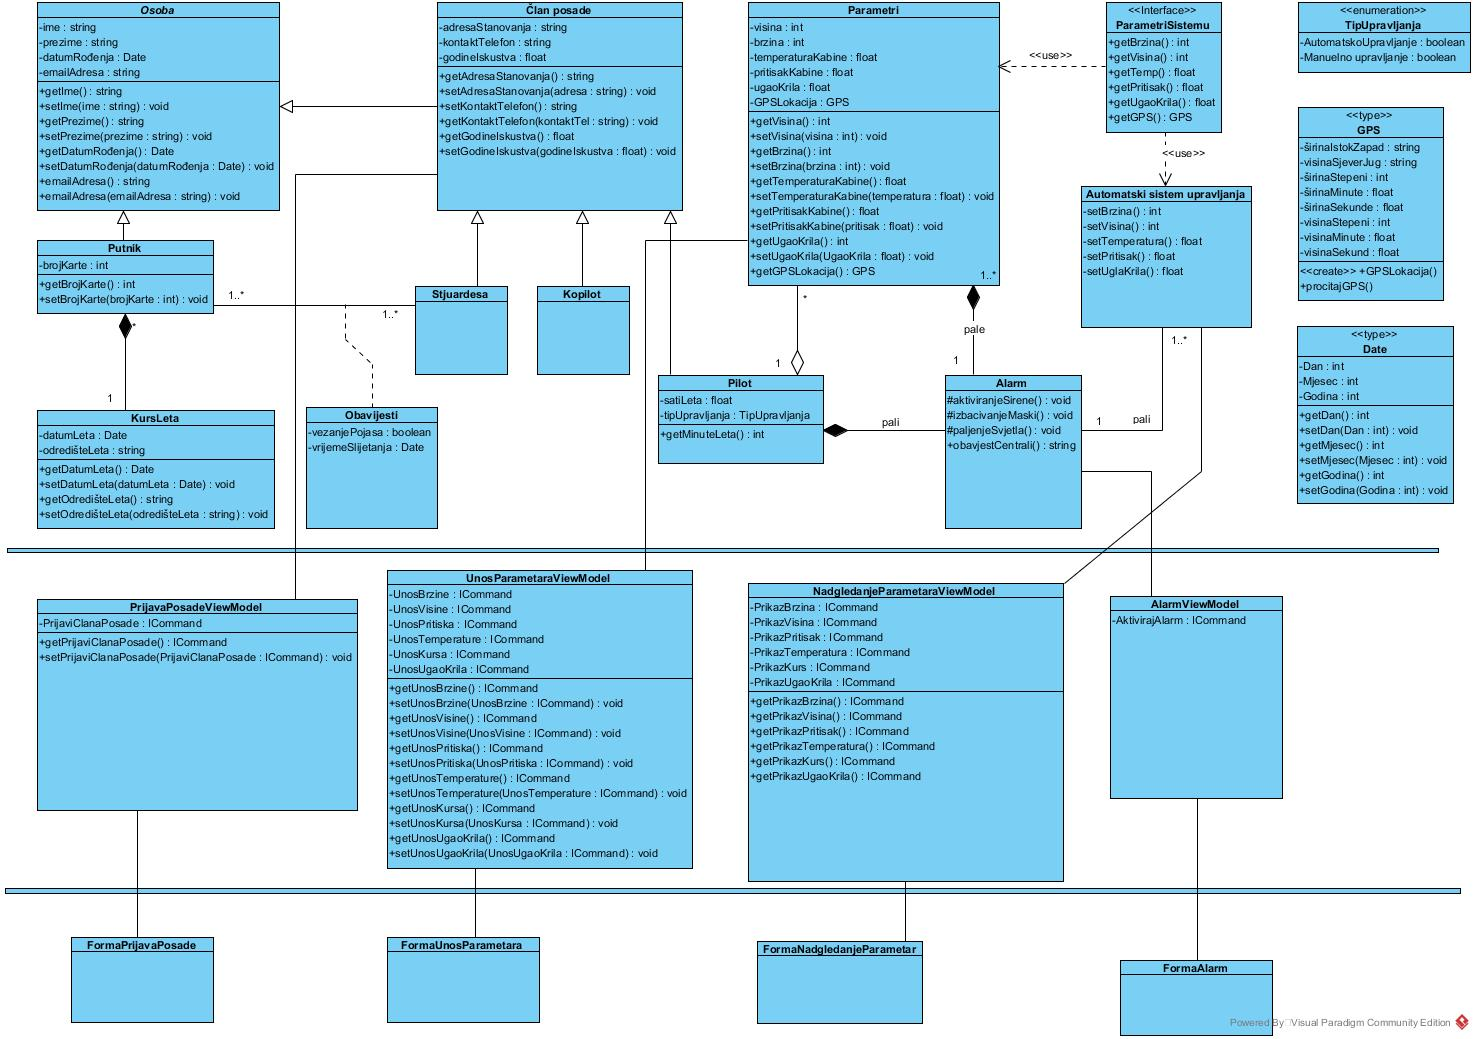 Osoba
-ime : string
-prezime : string
-datumRođenja : Date
-emailAdresa : string
+getIme() : string
+setIme(ime : string) : void
+getPrezime() : string
+setPrezime(prezime : string) : void
+getDatumRođenja() : Date
+setDatumRođenja(datumRođenja : Date) : void
+emailAdresa() : string
+emailAdresa(emailAdresa : string) : void
Član posade
-adresaStanovanja : string
-kontaktTelefon : string
-godineIskustva : float
+getAdresaStanovanja() : string
+setAdresaStanovanja(adresa : string) : void
+setKontaktTelefon() : string
+getKontaktTelefon(kontaktTel : string) : void
+getGodineIskustva() : float
+setGodineIskustva(godineIskustva : float) : void
Parametri
-visina : int
-brzina : int
-temperaturaKabine : float
-pritisakKabine : float
-ugaoKrila : float
-GPSLokacija : GPS
+getVisina() : int
+setVisina(visina : int) : void
+getBrzina() : int
+setBrzina(brzina : int) : void
+getTemperaturaKabine() : float
+setTemperaturaKabine(temperatura : float) : void
+getPritisakKabine() : float
+setPritisakKabine(pritisak : float) : void
+getUgaoKrila() : int
+setUgaoKrila(UgaoKrila : float) : void
+getGPSLokacija() : GPS
1..*
<<use>>
<<Interface>>
ParametriSistemu
+getBrzina() : int
+getVisina() : int
+getTemp() : float
+getPritisak() : float
+getUgaoKrila() : float
+getGPS() : GPS
<<use>>
<<enumeration>>
TipUpravljanja
-AutomatskoUpravljanje : boolean
-Manuelno upravljanje : boolean
<<type>>
GPS
-širinaIstokZapad : string
-visinaSjeverJug : string
-širinaStepeni : int
-širinaMinute : float
-širinaSekunde : float
-visinaStepeni : int
-visinaMinute : float
-visinaSekund : float
<<create>> +GPSLokacija()
+procitajGPS()
Automatski sistem upravljanja
-setBrzina() : int
-setVisina() : int
-setTemperatura() : float
-setPritisak() : float
-setUglaKrila() : float
Putnik
-brojKarte : int
+getBrojKarte() : int
+setBrojKarte(brojKarte : int) : void
1..*
1..*
*
1
Stjuardesa
Kopilot
*
1
pale
1
1..*
<<type>>
Date
-Dan : int
-Mjesec : int
-Godina : int
+getDan() : int
+setDan(Dan : int) : void
+getMjesec() : int
+setMjesec(Mjesec : int) : void
+getGodina() : int
+setGodina(Godina : int) : void
KursLeta
-datumLeta : Date
-odredišteLeta : string
+getDatumLeta() : Date
+setDatumLeta(datumLeta : Date) : void
+getOdredišteLeta() : string
+setOdredišteLeta(odredišteLeta : string) : void
Obavijesti
-vezanjePojasa : boolean
-vrijemeSlijetanja : Date
Pilot
-satiLeta : float
-tipUpravljanja : TipUpravljanja
+getMinuteLeta() : int
pali
Alarm
#aktiviranjeSirene() : void
#izbacivanjeMaski() : void
#paljenjeSvjetla() : void
+obavjestCentrali() : string
1
pali
PrijavaPosadeViewModel
-PrijaviClanaPosade : ICommand
+getPrijaviClanaPosade() : ICommand
+setPrijaviClanaPosade(PrijaviClanaPosade : ICommand) : void
UnosParametaraViewModel
-UnosBrzine : ICommand
-UnosVisine : ICommand
-UnosPritiska : ICommand
-UnosTemperature : ICommand
-UnosKursa : ICommand
-UnosUgaoKrila : ICommand
+getUnosBrzine() : ICommand
+setUnosBrzine(UnosBrzine : ICommand) : void
+getUnosVisine() : ICommand
+setUnosVisine(UnosVisine : ICommand) : void
+getUnosPritiska() : ICommand
+setUnosPritiska(UnosPritiska : ICommand) : void
+getUnosTemperature() : ICommand
+setUnosTemperature(UnosTemperature : ICommand) : void
+getUnosKursa() : ICommand
+setUnosKursa(UnosKursa : ICommand) : void
+getUnosUgaoKrila() : ICommand
+setUnosUgaoKrila(UnosUgaoKrila : ICommand) : void
NadgledanjeParametaraViewModel
-PrikazBrzina : ICommand
-PrikazVisina : ICommand
-PrikazPritisak : ICommand
-PrikazTemperatura : ICommand
-PrikazKurs : ICommand
-PrikazUgaoKrila : ICommand
+getPrikazBrzina() : ICommand
+getPrikazVisina() : ICommand
+getPrikazPritisak() : ICommand
+getPrikazTemperatura() : ICommand
+getPrikazKurs() : ICommand
+getPrikazUgaoKrila() : ICommand
AlarmViewModel
-AktivirajAlarm : ICommand
FormaPrijavaPosade
FormaUnosParametara
FormaNadgledanjeParametar
FormaAlarm
Powered By Visual Paradigm Community Edition